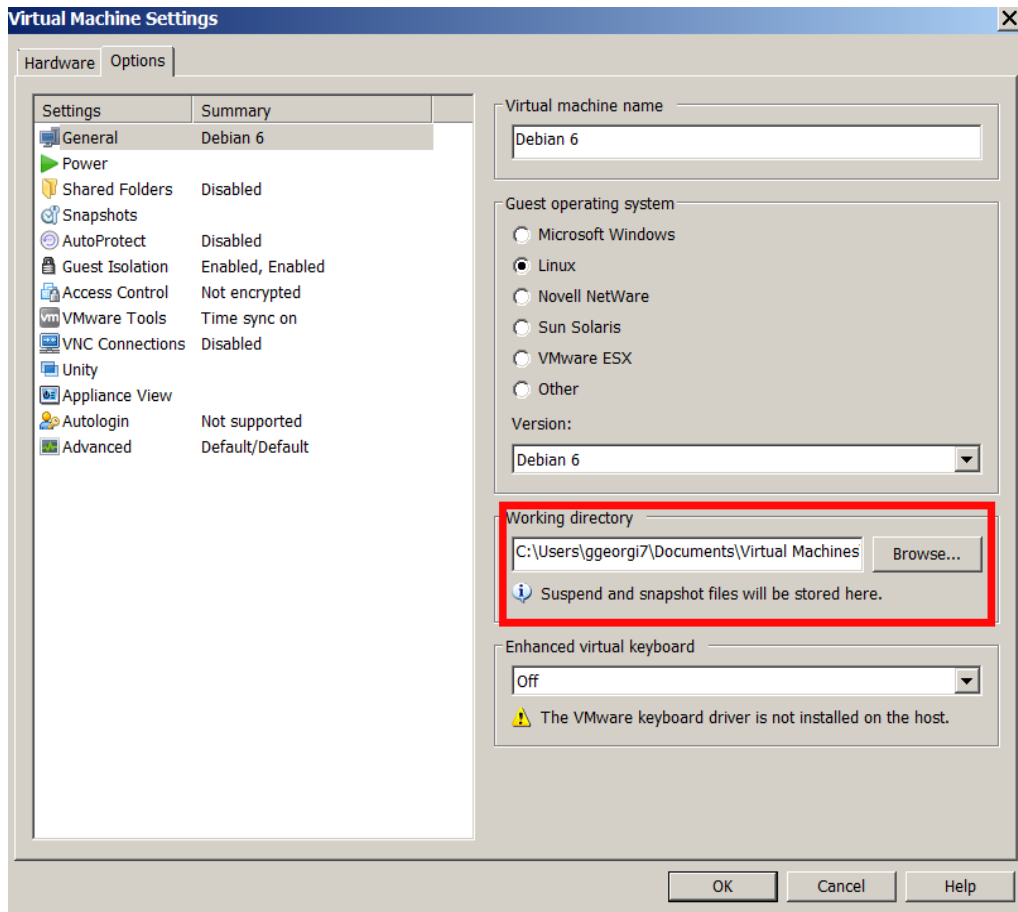 Virtual Machine Settings
Hardware Options
Settings Summary
General Debian 6
Power
Shared Folders Disabled
Snapshots
AutoProtect Disabled
Guest Isolation Enabled, Enabled
Access Control Not encrypted
VMware Tools Time sync on
VNC Connections Disabled
Unity
Appliance View
Autologin Not supported
Advanced Default/Default
Virtual machine name
Debian 6
Guest operating system
Microsoft Windows
Linux
Novell NetWare
Sun Solaris
VMware ESX
Other
Version:
Debian 6
Working directory
C:\Users\ggeorgi7\Documents\Virtual Machines
Browse...
Suspend and snapshot files will be stored here.
Enhanced virtual keyboard
Off
The VMware keyboard driver is not installed on the host.
OK Cancel Help